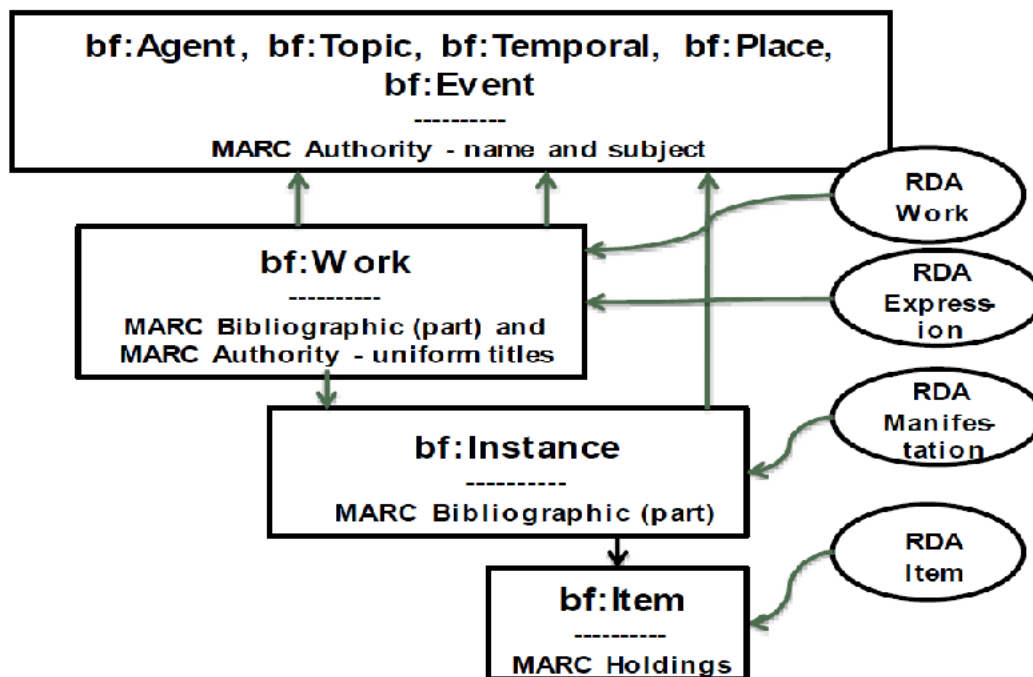 bf:Agent, bf:Topic, bf:Temporal, bf:Place,
bf:Event
----------
MARC Authority - name and subject
RDA
Work
bf:Work
----------
MARC Bibliographic (part) and
MARC Authority - uniform titles
RDA
Express-
ion
bf:Instance
----------
MARC Bibliographic (part)
RDA
Manifes-
tation
bf:Item
----------
MARC Holdings
RDA
Item